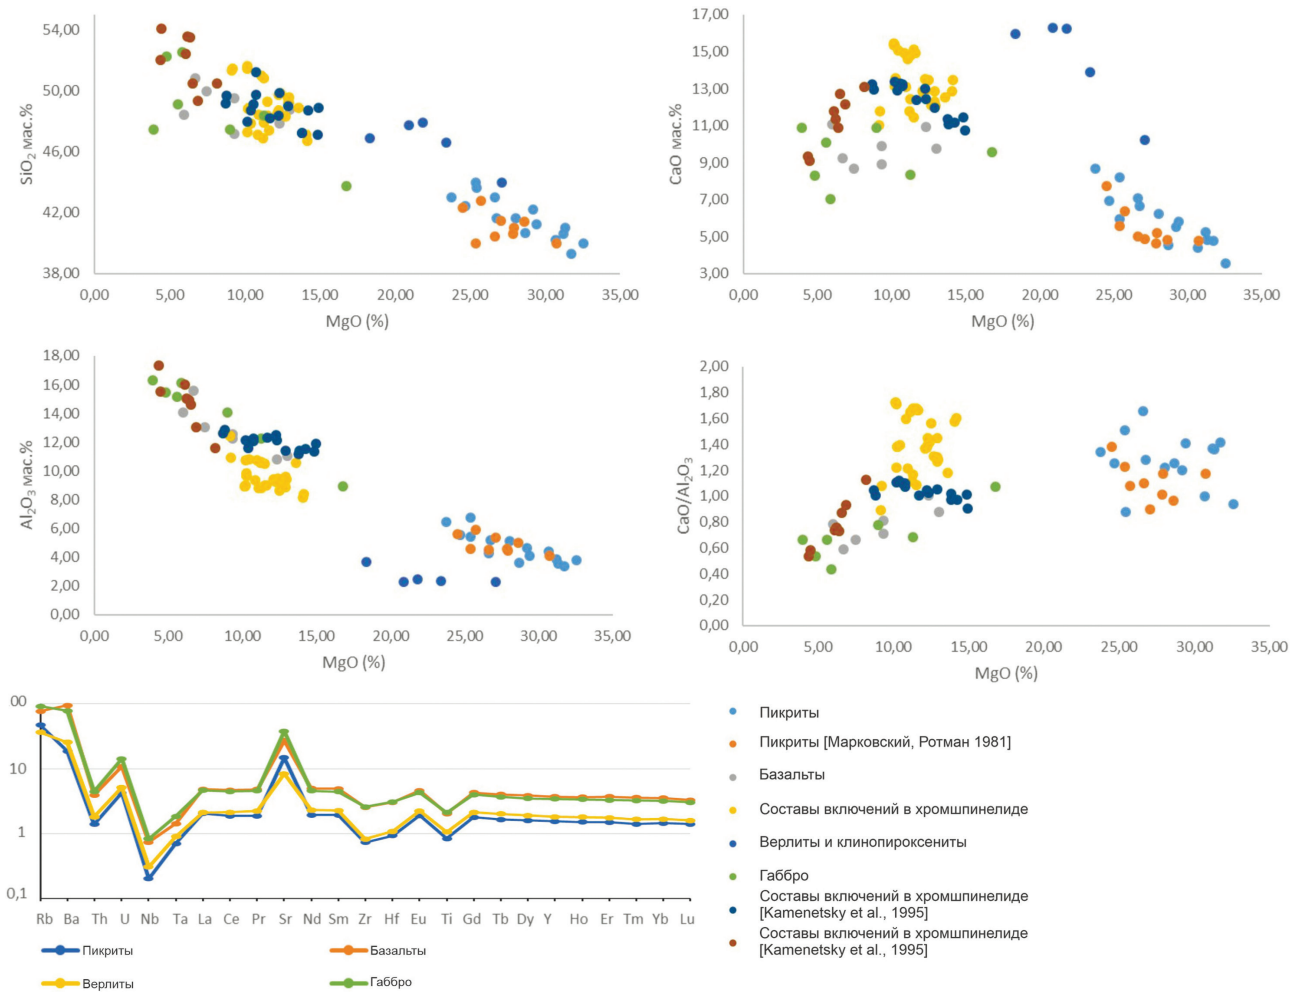 54,00
50,00
46,00
42,00
38,00
SiO₂ мас.%
0,00 5,00 10,00 15,00 20,00 25,00 30,00 35,00
MgO (%)
17,00
15,00
13,00
11,00
9,00
7,00
5,00
3,00
CaO мас.%
0,00 5,00 10,00 15,00 20,00 25,00 30,00 35,00
MgO (%)
18,00
16,00
14,00
12,00
10,00
8,00
6,00
4,00
2,00
0,00
Al₂O₃ мас.%
0,00 5,00 10,00 15,00 20,00 25,00 30,00 35,00
MgO (%)
2,00
1,80
1,60
1,40
1,20
1,00
0,80
0,60
0,40
0,20
0,00
CaO/Al₂O₃
0,00 5,00 10,00 15,00 20,00 25,00 30,00 35,00
MgO (%)
00
10
1
0,1
Rb Ba Th U Nb Ta La Ce Pr Sr Nd Sm Zr Hf Eu Ti Gd Tb Dy Y Ho Er Tm Yb Lu
Пикриты Базальты
Верлиты Габбро
Пикриты
Пикриты [Марковский, Ротман 1981]
Базальты
Составы включений в хромшпинелиде
Верлиты и клинопироксениты
Габбро
Составы включений в хромшпинелиде
[Kamenetsky et al., 1995]
Составы включений в хромшпинелиде
[Kamenetsky et al., 1995]